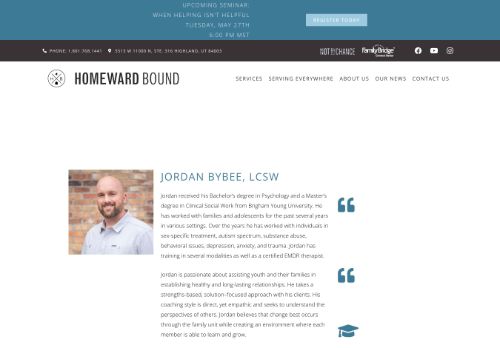 UPCOMING SEMINAR:
WHEN HELPING ISN'T HELPFUL
TUESDAY, MAY 27TH
6:00 PM MST
REGISTER TODAY
PHONE: 1.801.768.1441
5513 W 11000 N, STE. 316 HIGHLAND, UT 84003
NOT BY CHANCE
FamilyBridge
HOMEWARD BOUND
SERVICES SERVING EVERYWHERE ABOUT US OUR NEWS CONTACT US
JORDAN BYBEE, LCSW
Jordan received his Bachelor's degree in Psychology and a Master's
degree in Clinical Social Work from Brigham Young University. He
has worked with families and adolescents for the past several years
in various settings. Over the years he has worked with individuals in
sex-specific treatment, autism spectrum, substance abuse,
behavioral issues, depression, anxiety, and trauma. Jordan has
training in several modalities as well as a certified EMDR therapist.
Jordan is passionate about assisting youth and their families in
establishing healthy and long-lasting relationships. He takes a
strengths-based, solution-focused approach with his clients. His
coaching style is direct, yet empathic and seeks to understand the
perspectives of others. Jordan believes that change best occurs
through the family unit while creating an environment where each
member is able to learn and grow.